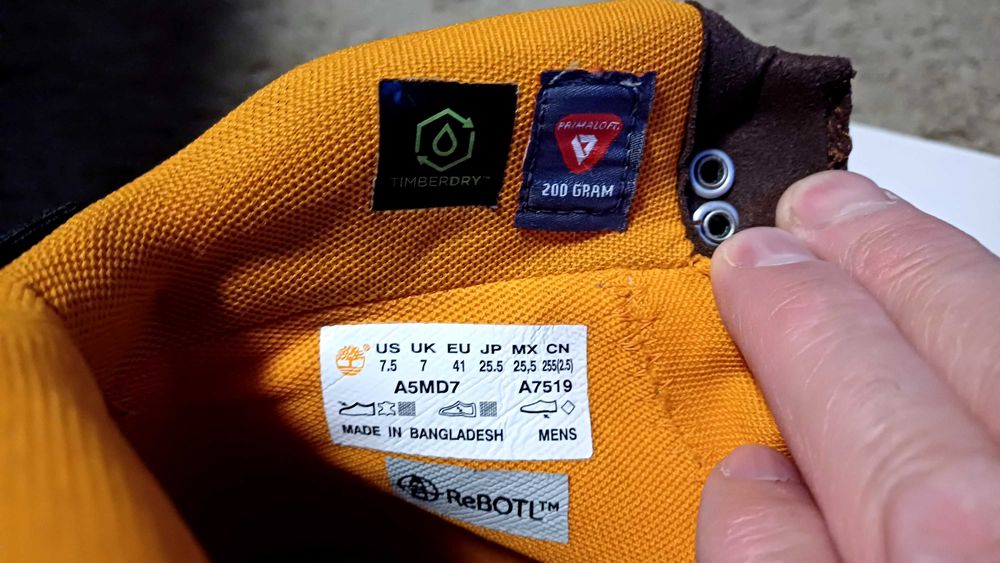 TIMBERDRY™
PRIMALOFT
200 GRAM
US UK EU JP MX CN
7.5 7 41 25.5 25,5 255(2.5)
A5MD7 A7519
MADE IN BANGLADESH MENS
ReBOTL™